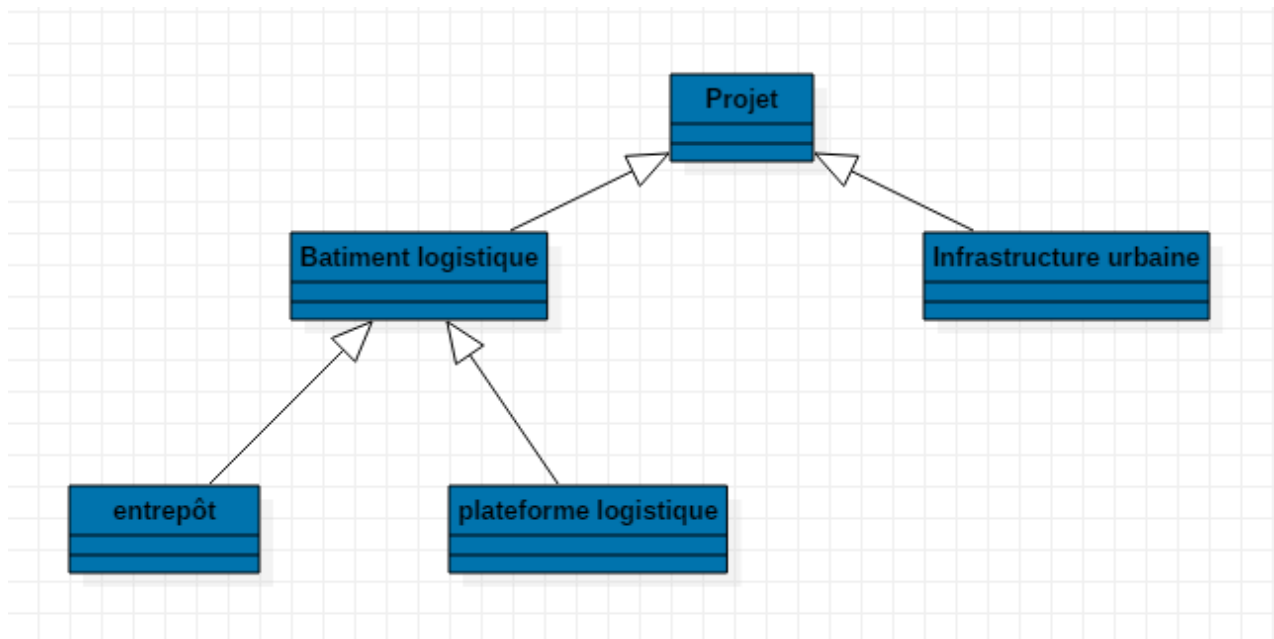 Projet
Batiment logistique
Infrastructure urbaine
entrepôt
plateforme logistique